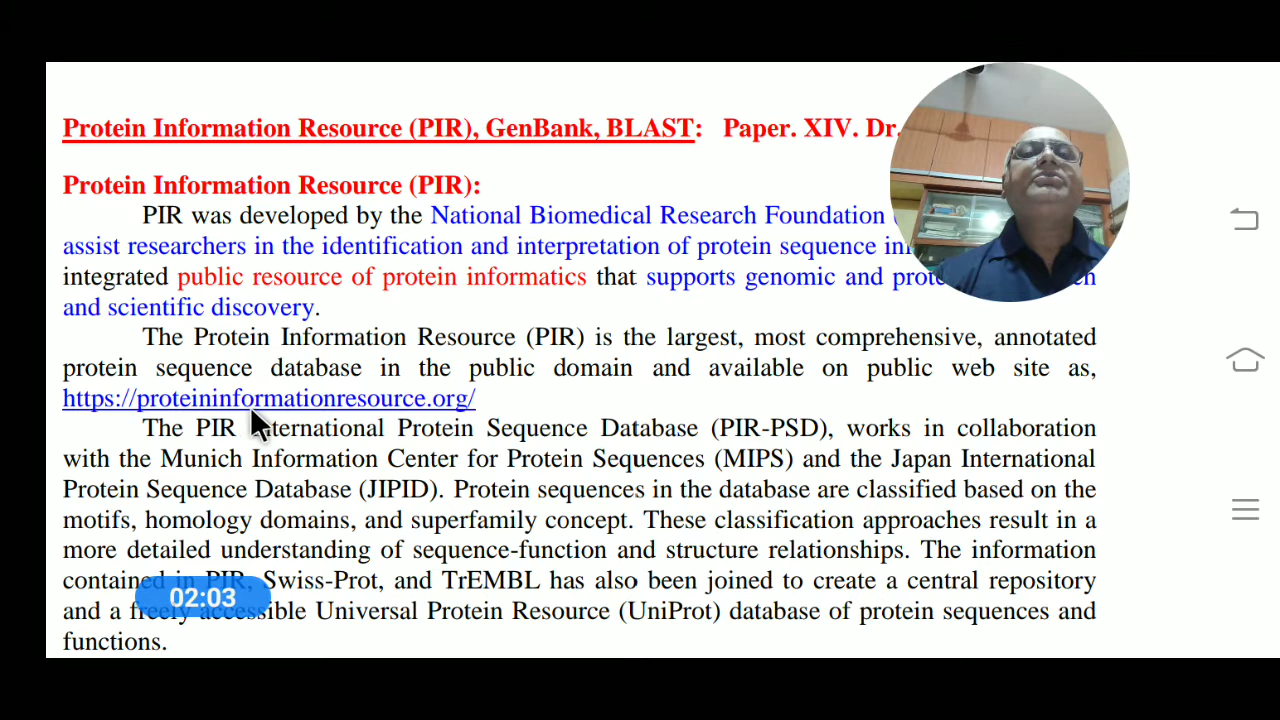 Protein Information Resource (PIR), GenBank, BLAST: Paper. XIV. Dr.
Protein Information Resource (PIR):
PIR was developed by the National Biomedical Research Foundation
assist researchers in the identification and interpretation of protein sequence
integrated public resource of protein informatics that supports genomic and
and scientific discovery.
The Protein Information Resource (PIR) is the largest, most comprehensive, annotated
protein sequence database in the public domain and available on public web site as,
https://proteininformationresource.org/
The PIR International Protein Sequence Database (PIR-PSD), works in collaboration
with the Munich Information Center for Protein Sequences (MIPS) and the Japan International
Protein Sequence Database (JIPID). Protein sequences in the database are classified based on the
motifs, homology domains, and superfamily concept. These classification approaches result in a
more detailed understanding of sequence-function and structure relationships. The information
contained in PIR, Swiss-Prot, and TrEMBL has also been joined to create a central repository
02:03
and a freely accessible Universal Protein Resource (UniProt) database of protein sequences and
functions.